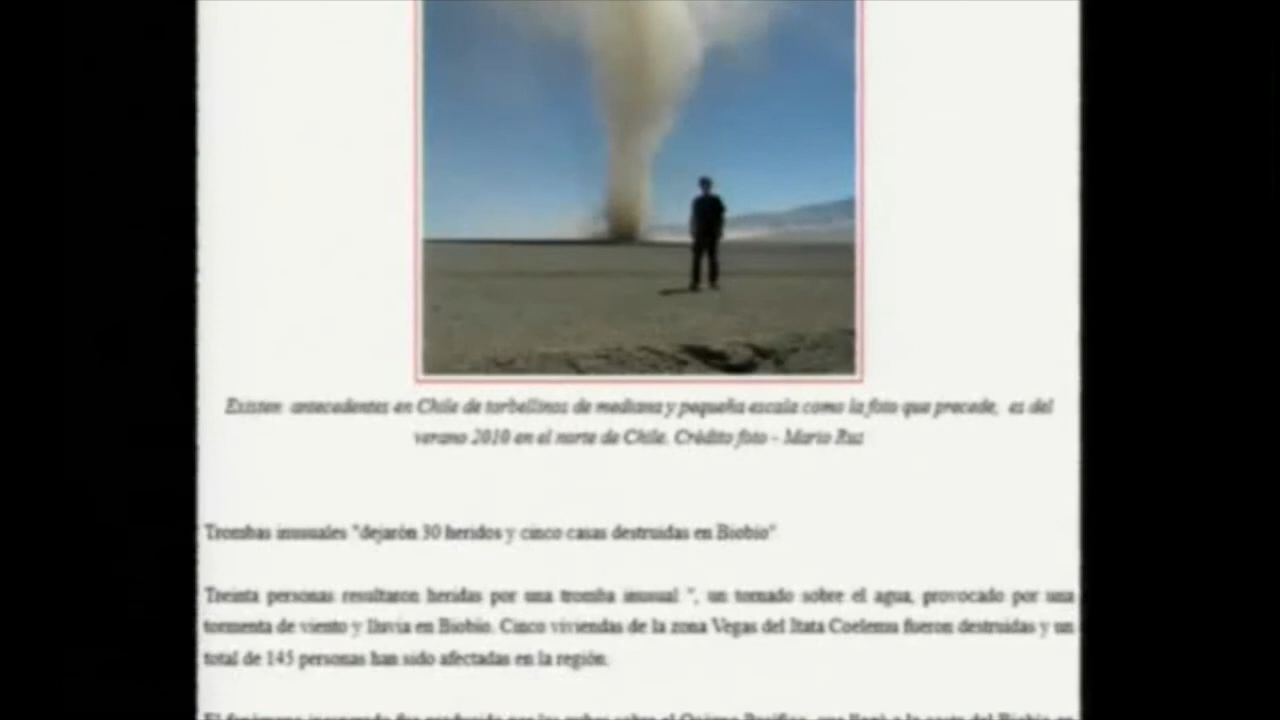 Existen antecedentes en Chile de torbellinos de mediana y pequeña escala como la foto que precede, es del
verano 2010 en el norte de Chile. Crédito foto - Mario Ruz
Trombas inusuales "dejarón 30 heridos y cinco casas destruidas en Biobio"
Treinta personas resultaron heridas por una tromba inusual ", un tornado sobre el agua, provocado por una
tormenta de viento y lluvia en Biobio. Cinco viviendas de la zona Vegas del Itata Coelemu fueron destruidas y un
total de 145 personas han sido afectadas en la región.